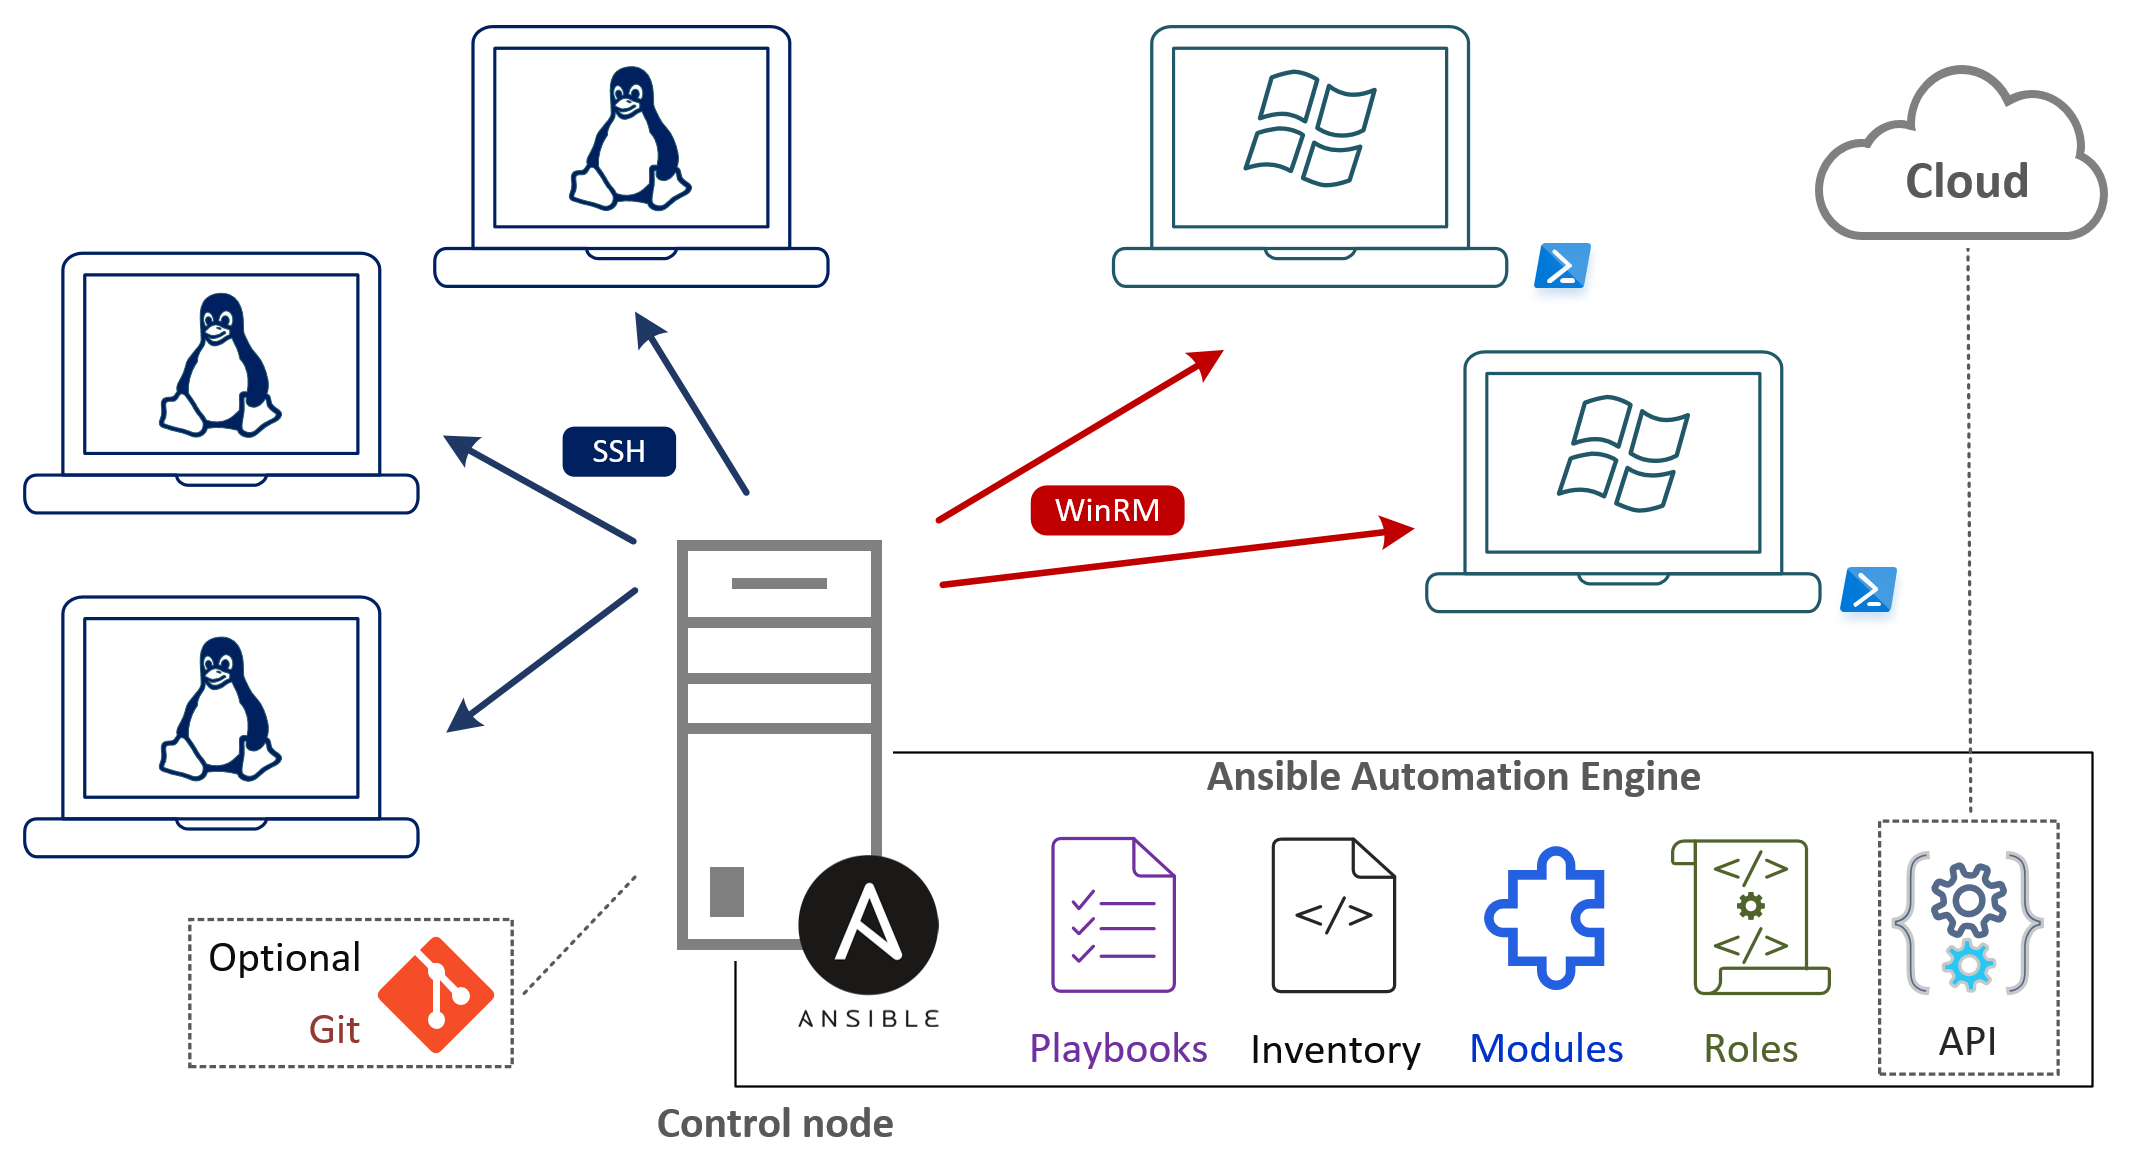 Cloud
SSH
WinRM
Ansible Automation Engine
Optional
Git
ANSIBLE
Playbooks
Inventory
Modules
Roles
API
Control node